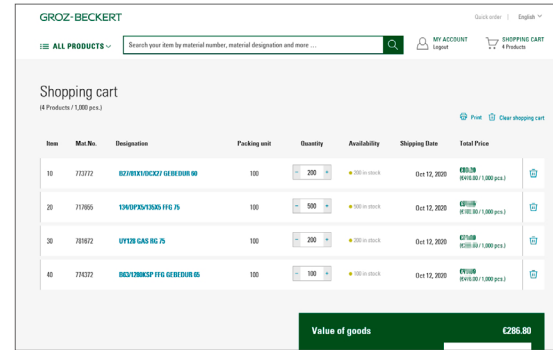 GROZ-BECKERT
Quick order | English
ALL PRODUCTS
Search your item by material number, material designation and more ...
MY ACCOUNT
Logout
SHOPPING CART
4 Products
Shopping cart
(4 Products / 1,000 pcs.)
Print Clear shopping cart
Item Mat.No. Designation Packing unit Quantity Availability Shipping Date Total Price
10 773772 B27/81X1/DCX27 GEBEDUR 60 100 - 200 + 200 in stock Oct 12, 2020
20 717655 134/DPX5/135X5 FFG 75 100 - 500 + 500 in stock Oct 12, 2020
30 781672 UY128 GAS RG 75 100 - 200 + 200 in stock Oct 12, 2020
40 774372 B63/1200KSP FFG GEBEDUR 65 100 - 100 + 100 in stock Oct 12, 2020
Value of goods €286.80